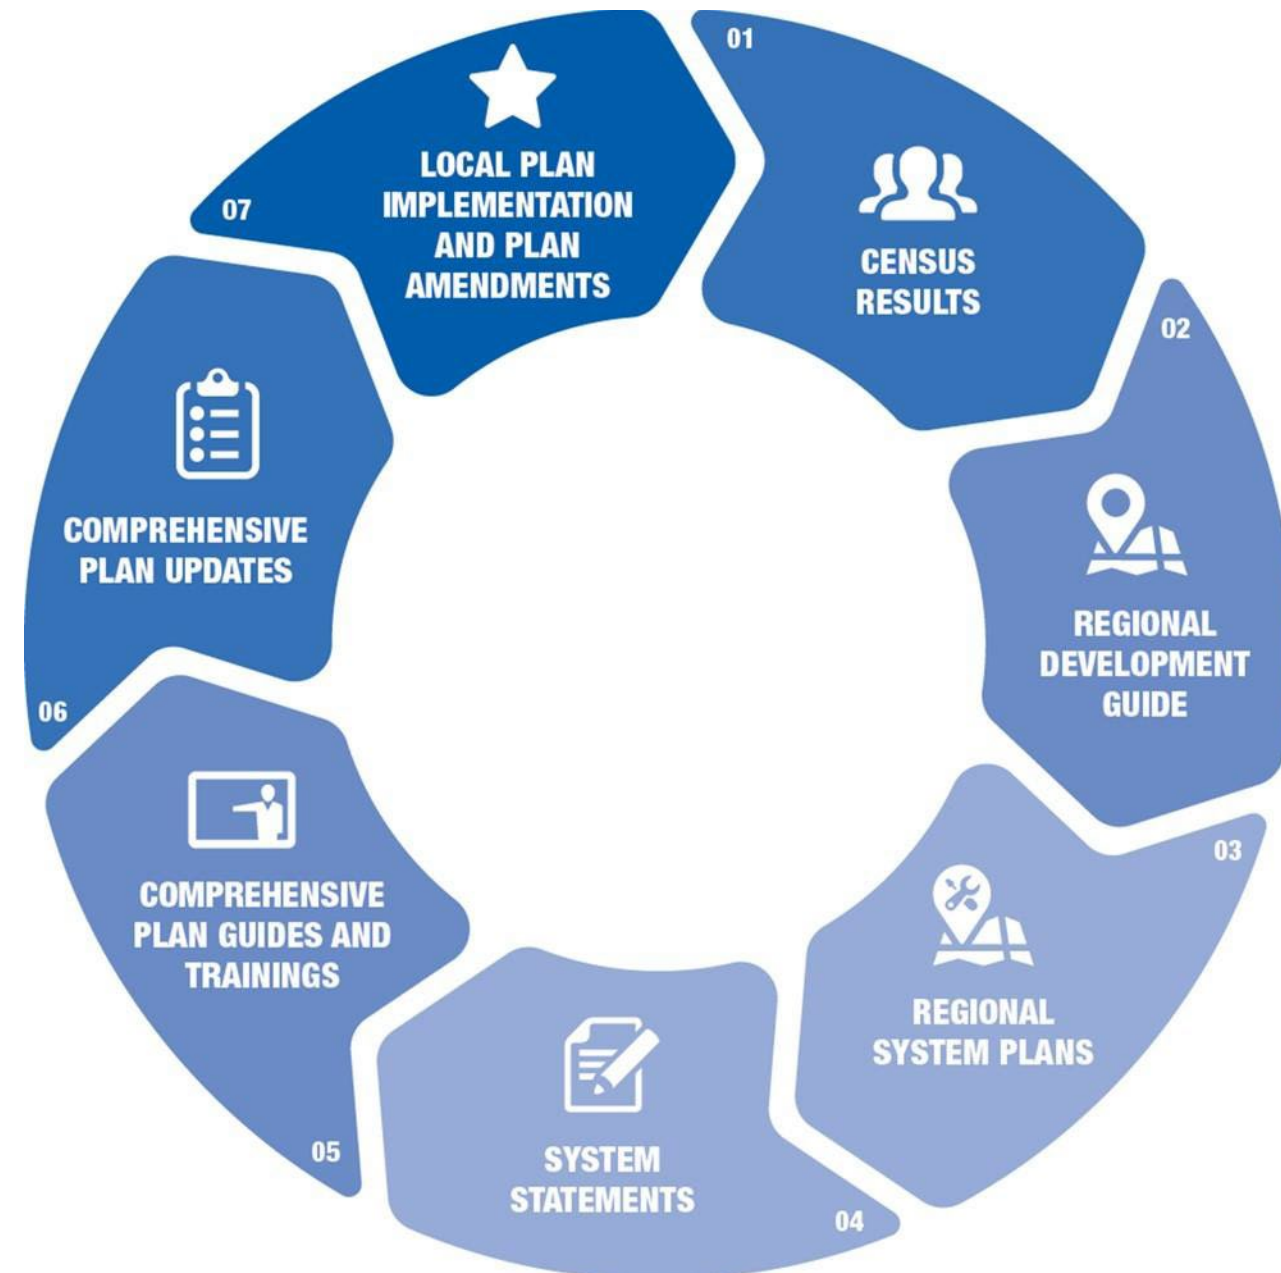 01
CENSUS
RESULTS
02
REGIONAL
DEVELOPMENT
GUIDE
03
REGIONAL
SYSTEM PLANS
04
SYSTEM
STATEMENTS
05
COMPREHENSIVE
PLAN GUIDES AND
TRAININGS
06
COMPREHENSIVE
PLAN UPDATES
07
LOCAL PLAN
IMPLEMENTATION
AND PLAN
AMENDMENTS